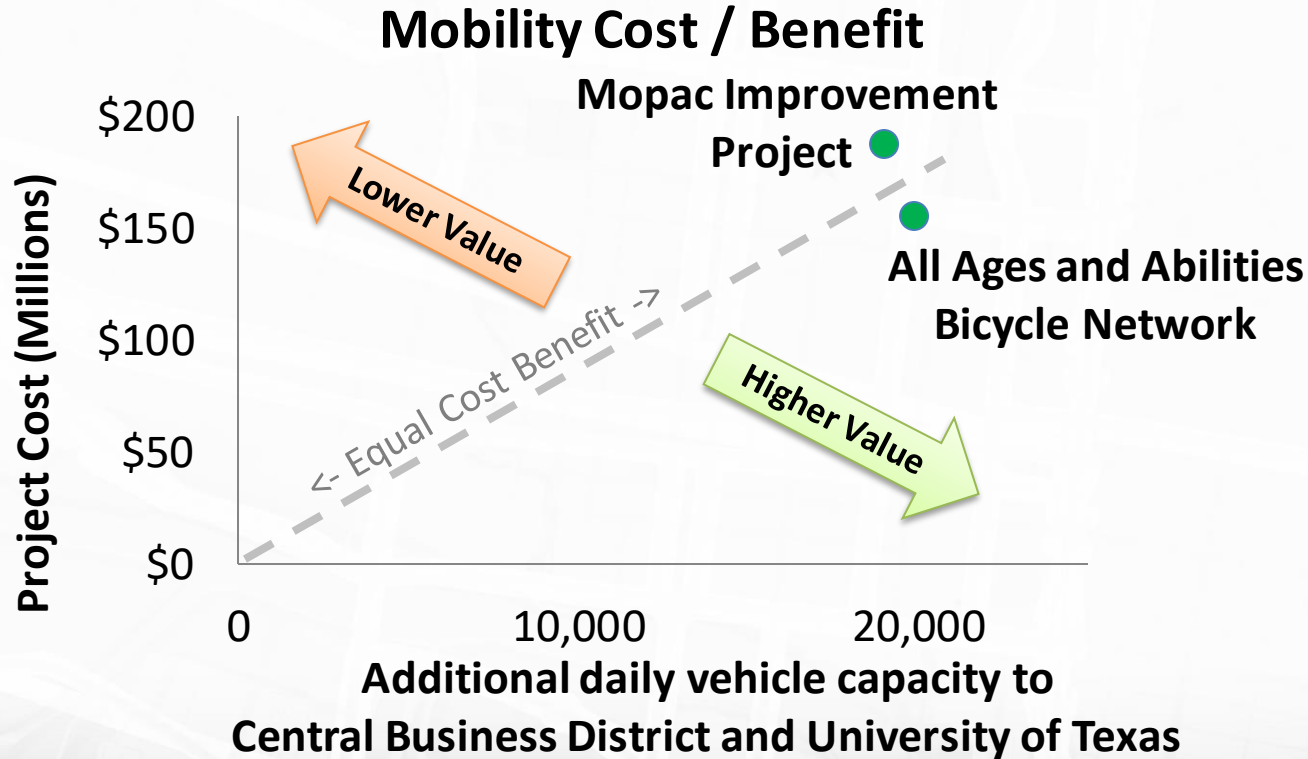 Mobility Cost / Benefit
Mopac Improvement
Project
All Ages and Abilities
Bicycle Network
Lower Value
<- Equal Cost Benefit ->
Higher Value
Project Cost (Millions)
$200
$150
$100
$50
$0
0 10,000 20,000
Additional daily vehicle capacity to
Central Business District and University of Texas